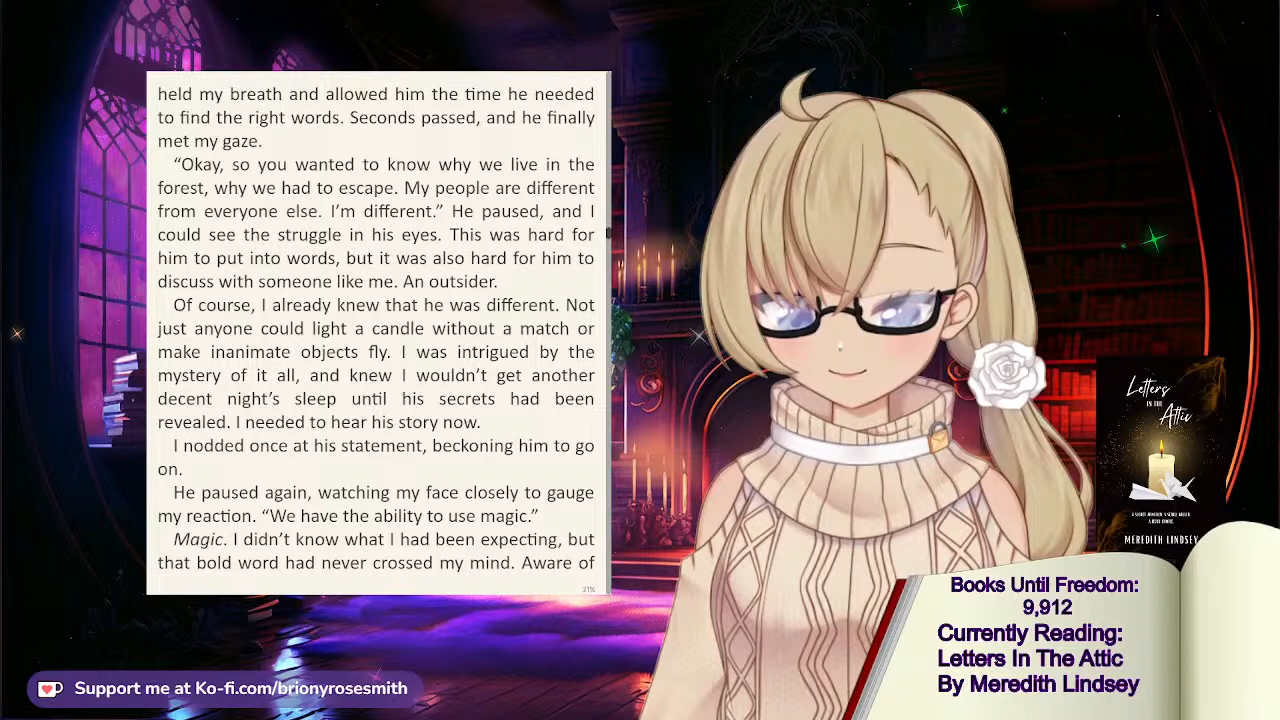 held my breath and allowed him the time he needed
to find the right words. Seconds passed, and he finally
met my gaze.
“Okay, so you wanted to know why we live in the
forest, why we had to escape. My people are different
from everyone else. I’m different.” He paused, and I
could see the struggle in his eyes. This was hard for
him to put into words, but it was also hard for him to
discuss with someone like me. An outsider.
Of course, I already knew that he was different. Not
just anyone could light a candle without a match or
make inanimate objects fly. I was intrigued by the
mystery of it all, and knew I wouldn’t get another
decent night’s sleep until his secrets had been
revealed. I needed to hear his story now.
I nodded once at his statement, beckoning him to go
on.
He paused again, watching my face closely to gauge
my reaction. “We have the ability to use magic.”
Magic. I didn’t know what I had been expecting, but
that bold word had never crossed my mind. Aware of
31%
Letters
IN THE
Attic
MEREDITH LINDSEY
Books Until Freedom:
9,912
Currently Reading:
Letters In The Attic
By Meredith Lindsey
Support me at Ko-fi.com/brionyrosesmith